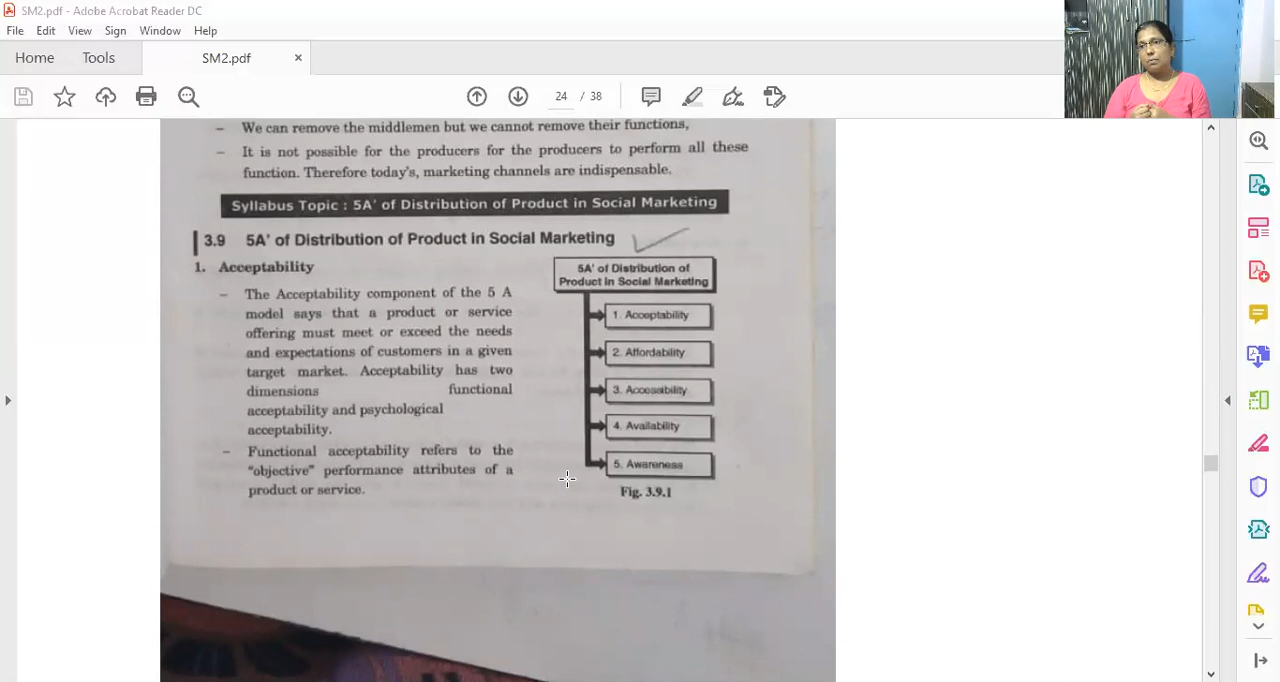 SM2.pdf - Adobe Acrobat Reader DC
File Edit View Sign Window Help
Home Tools SM2.pdf ×
24 / 38
– We can remove the middlemen but we cannot remove their functions,
– It is not possible for the producers for the producers to perform all these
function. Therefore today's, marketing channels are indispensable.
Syllabus Topic : 5A' of Distribution of Product in Social Marketing
3.9 5A' of Distribution of Product in Social Marketing
1. Acceptability
– The Acceptability component of the 5 A
model says that a product or service
offering must meet or exceed the needs
and expectations of customers in a given
target market. Acceptability has two
dimensions functional
acceptability and psychological
acceptability.
– Functional acceptability refers to the
"objective" performance attributes of a
product or service.
5A' of Distribution of
Product in Social Marketing
1. Acceptability
2. Affordability
3. Accessibility
4. Availability
5. Awareness
Fig. 3.9.1